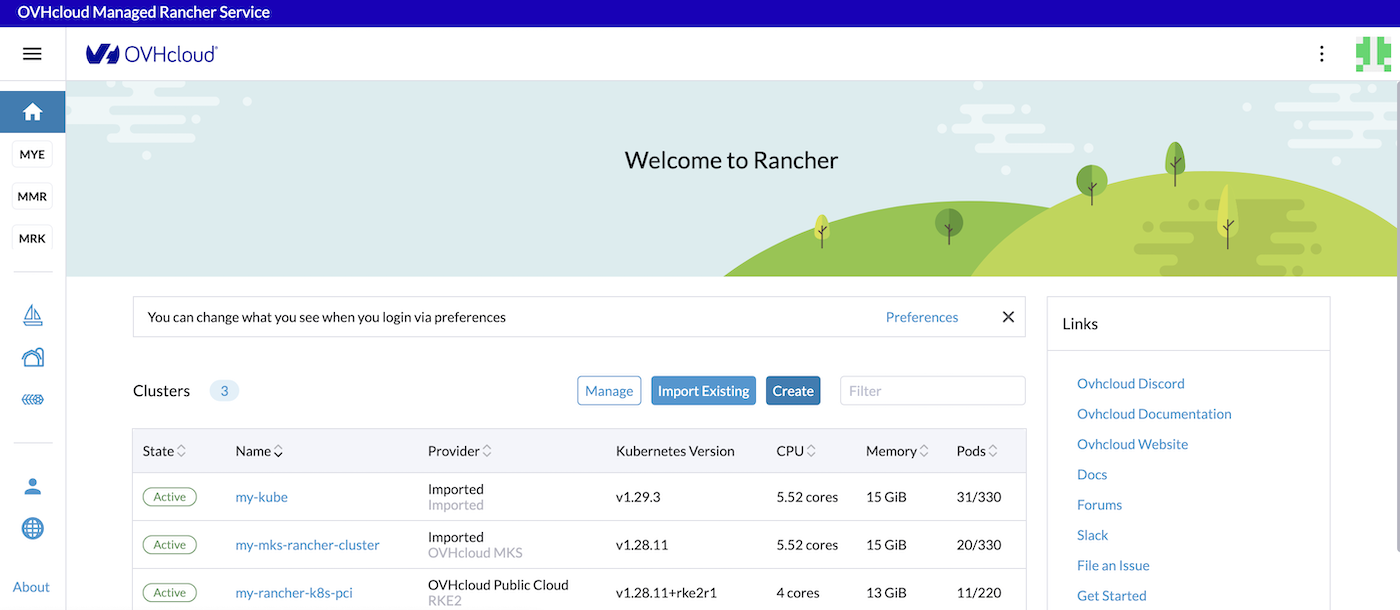 OVHcloud Managed Rancher Service
OVHcloud
MYE
MMR
MRK
About
Welcome to Rancher
You can change what you see when you login via preferences Preferences
Clusters 3 Manage Import Existing Create Filter
State Name Provider Kubernetes Version CPU Memory Pods
Active my-kube Imported Imported v1.29.3 5.52 cores 15 GiB 31/330
Active my-mks-rancher-cluster Imported OVHcloud MKS v1.28.11 5.52 cores 15 GiB 20/330
Active my-rancher-k8s-pci OVHcloud Public Cloud RKE2 v1.28.11+rke2r1 4 cores 13 GiB 11/220
Links
Ovhcloud Discord
Ovhcloud Documentation
Ovhcloud Website
Docs
Forums
Slack
File an Issue
Get Started